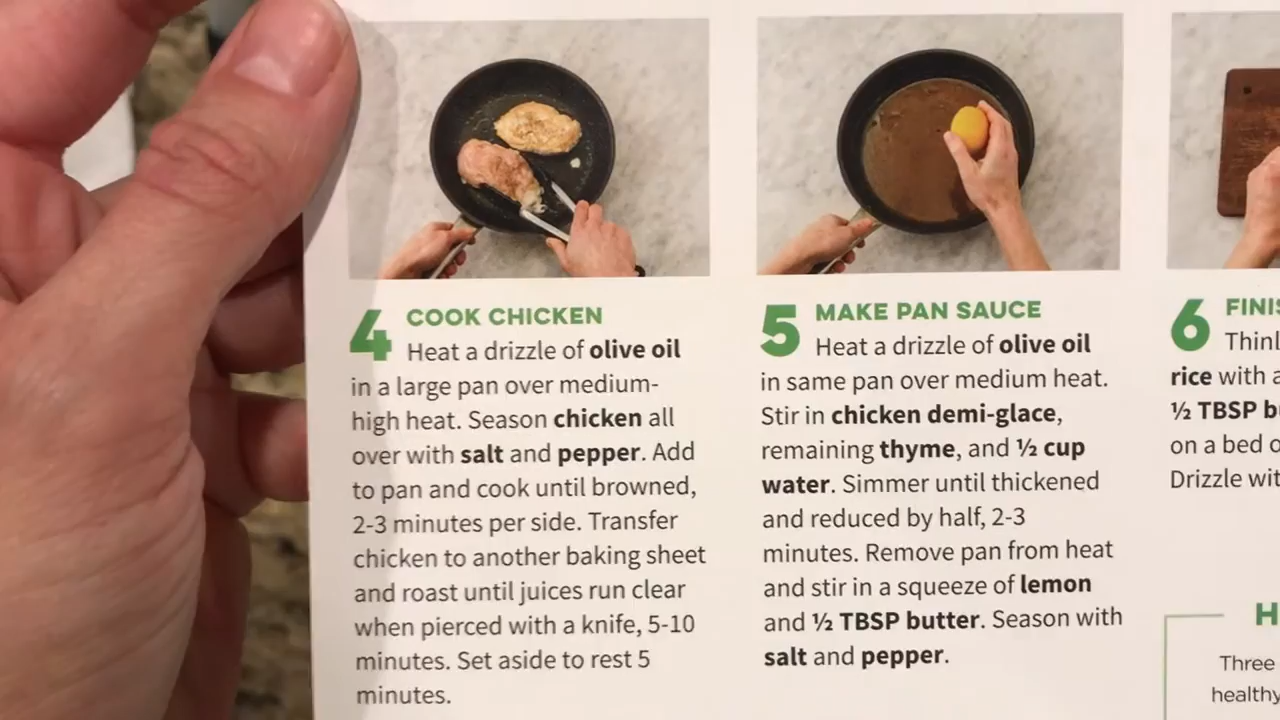 4 COOK CHICKEN
Heat a drizzle of olive oil
in a large pan over medium-
high heat. Season chicken all
over with salt and pepper. Add
to pan and cook until browned,
2-3 minutes per side. Transfer
chicken to another baking sheet
and roast until juices run clear
when pierced with a knife, 5-10
minutes. Set aside to rest 5
minutes.
5 MAKE PAN SAUCE
Heat a drizzle of olive oil
in same pan over medium heat.
Stir in chicken demi-glace,
remaining thyme, and ½ cup
water. Simmer until thickened
and reduced by half, 2-3
minutes. Remove pan from heat
and stir in a squeeze of lemon
and ½ TBSP butter. Season with
salt and pepper.
6
rice with
½ TBSP
on a bed
Drizzle
Three
healthy